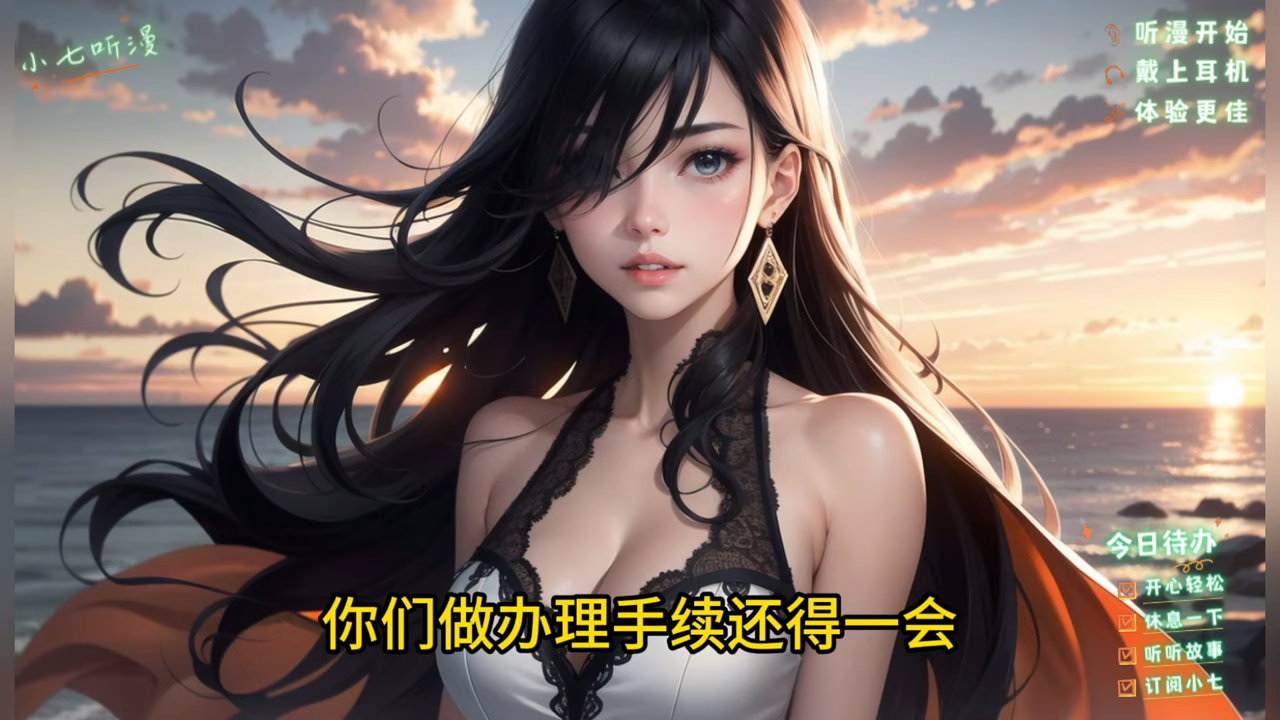 小七听漫
听漫开始
戴上耳机
体验更佳
今日待办
开心轻松
休息一下
听听故事
订阅小七
你们做办理手续还得一会